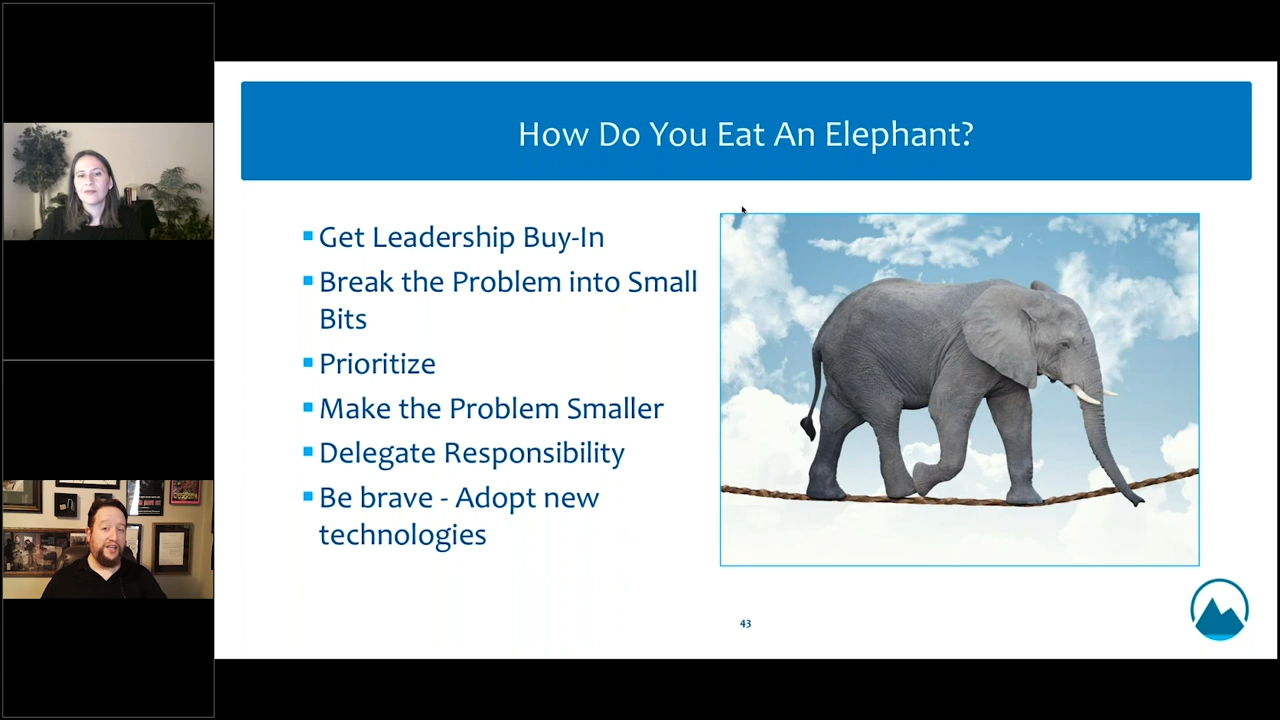 How Do You Eat An Elephant?
Get Leadership Buy-In
Break the Problem into Small
Bits
Prioritize
Make the Problem Smaller
Delegate Responsibility
Be brave - Adopt new
technologies
43